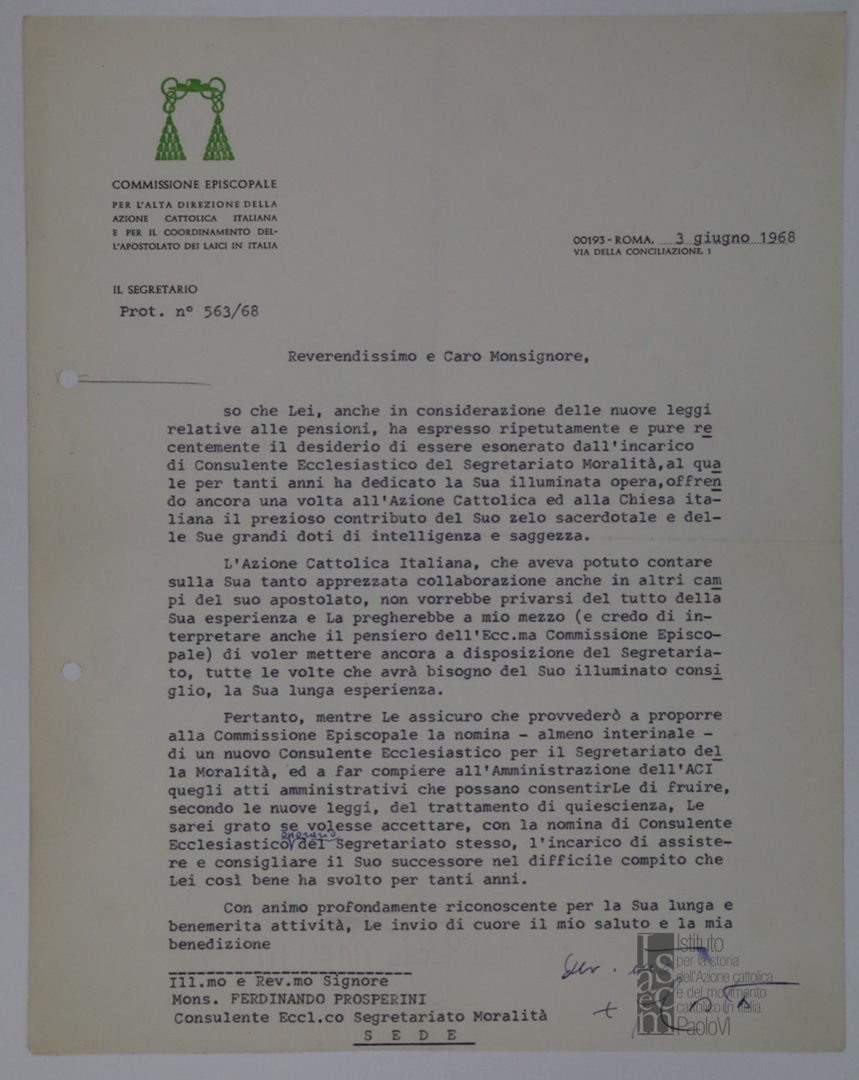 COMMISSIONE EPISCOPALE
PER L'ALTA DIREZIONE DELLA
AZIONE CATTOLICA ITALIANA
E PER IL COORDINAMENTO DEL-
L'APOSTOLATO DEI LAICI IN ITALIA
00193 - ROMA, 3 giugno 1968
VIA DELLA CONCILIAZIONE, 1
IL SEGRETARIO
Prot. n° 563/68
Reverendissimo e Caro Monsignore,
so che Lei, anche in considerazione delle nuove leggi
relative alle pensioni, ha espresso ripetutamente e pure re
centemente il desiderio di essere esonerato dall'incarico
di Consulente Ecclesiastico del Segretariato Moralità,al qua
le per tanti anni ha dedicato la Sua illuminata opera,offren
do ancora una volta all'Azione Cattolica ed alla Chiesa ita-
liana il prezioso contributo del Suo zelo sacerdotale e del-
le Sue grandi doti di intelligenza e saggezza.
L'Azione Cattolica Italiana, che aveva potuto contare
sulla Sua tanto apprezzata collaborazione anche in altri cam
pi del suo apostolato, non vorrebbe privarsi del tutto della
Sua esperienza e La pregherebbe a mio mezzo (e credo di in-
terpretare anche il pensiero dell'Ecc.ma Commissione Episco-
pale) di voler mettere ancora a disposizione del Segretaria-
to, tutte le volte che avrà bisogno del Suo illuminato consi
glio, la Sua lunga esperienza.
Pertanto, mentre Le assicuro che provvederò a proporre
alla Commissione Episcopale la nomina - almeno interinale -
di un nuovo Consulente Ecclesiastico per il Segretariato del
la Moralità, ed a far compiere all'Amministrazione dell'ACI
quegli atti amministrativi che possano consentirLe di fruire,
secondo le nuove leggi, del trattamento di quiescienza, Le
sarei grato se volesse accettare, con la nomina di Consulente
onorario
Ecclesiastico del Segretariato stesso, l'incarico di assiste-
re e consigliare il Suo successore nel difficile compito che
Lei così bene ha svolto per tanti anni.
Con animo profondamente riconoscente per la Sua lunga e
benemerita attività, Le invio di cuore il mio saluto e la mia
benedizione
Ill.mo e Rev.mo Signore
Mons. FERDINANDO PROSPERINI
Consulente Eccl.co Segretariato Moralità
S E D E
Istituto
per la storia
dell'Azione cattolica
e del movimento
cattolico in Italia
PaoloVI